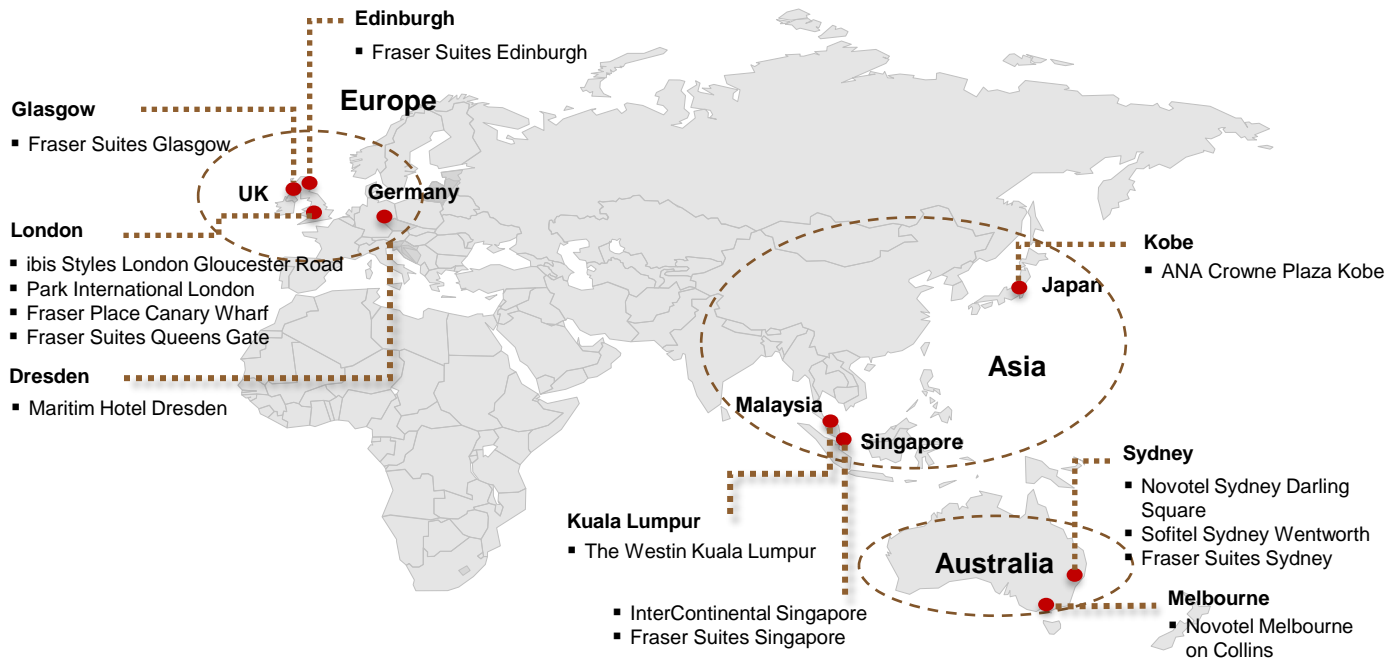 Edinburgh
▪ Fraser Suites Edinburgh
Europe
Glasgow
▪ Fraser Suites Glasgow
UK
Germany
London
▪ ibis Styles London Gloucester Road
▪ Park International London
▪ Fraser Place Canary Wharf
▪ Fraser Suites Queens Gate
Dresden
▪ Maritim Hotel Dresden
Kobe
▪ ANA Crowne Plaza Kobe
Japan
Asia
Malaysia
Singapore
Kuala Lumpur
▪ The Westin Kuala Lumpur
▪ InterContinental Singapore
▪ Fraser Suites Singapore
Sydney
▪ Novotel Sydney Darling
Square
▪ Sofitel Sydney Wentworth
▪ Fraser Suites Sydney
Australia
Melbourne
▪ Novotel Melbourne
on Collins